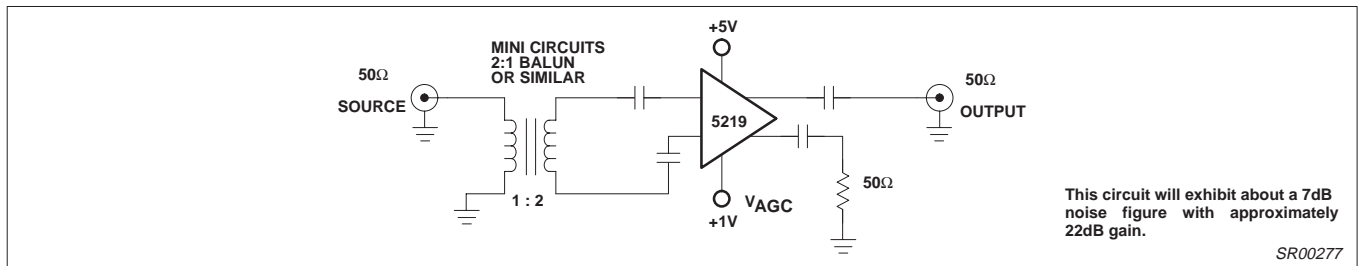 +5V
MINI CIRCUITS
2:1 BALUN
OR SIMILAR
50Ω
SOURCE
1 : 2
5219
50Ω
OUTPUT
50Ω
VAGC
+1V
This circuit will exhibit about a 7dB
noise figure with approximately
22dB gain.
SR00277